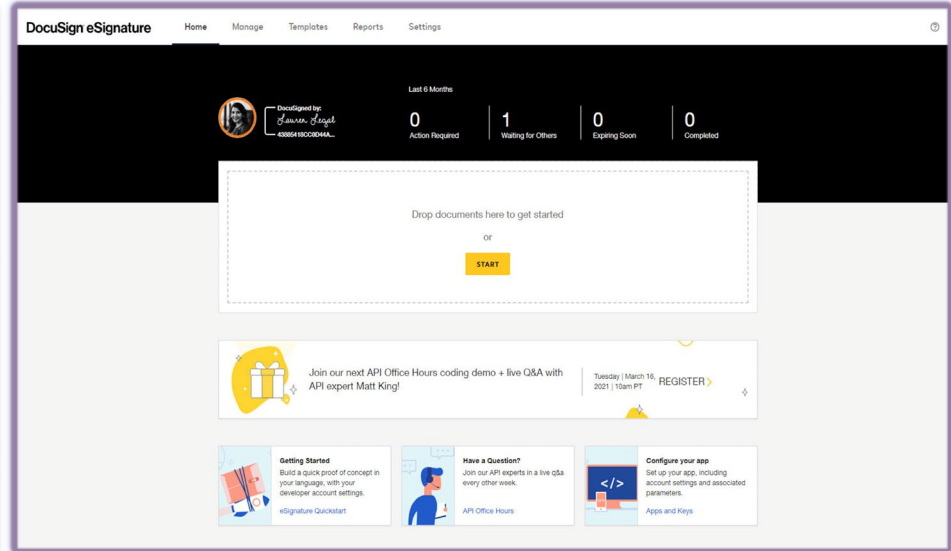 DocuSign eSignature
Home Manage Templates Reports Settings
Last 6 Months
DocuSigned by:
Lauren Legal
43885418CC0D44A...
0 1 0 0
Action Required Waiting for Others Expiring Soon Completed
Drop documents here to get started
or
START
Join our next API Office Hours coding demo + live Q&A with
API expert Matt King!
Tuesday | March 16,
2021 | 10am PT
REGISTER >
Getting Started
Build a quick proof of concept in
your language, with your
developer account settings.
eSignature Quickstart
Have a Question?
Join our API experts in a live q&a
every other week.
API Office Hours
</>
Configure your app
Set up your app, including
account settings and associated
parameters.
Apps and Keys